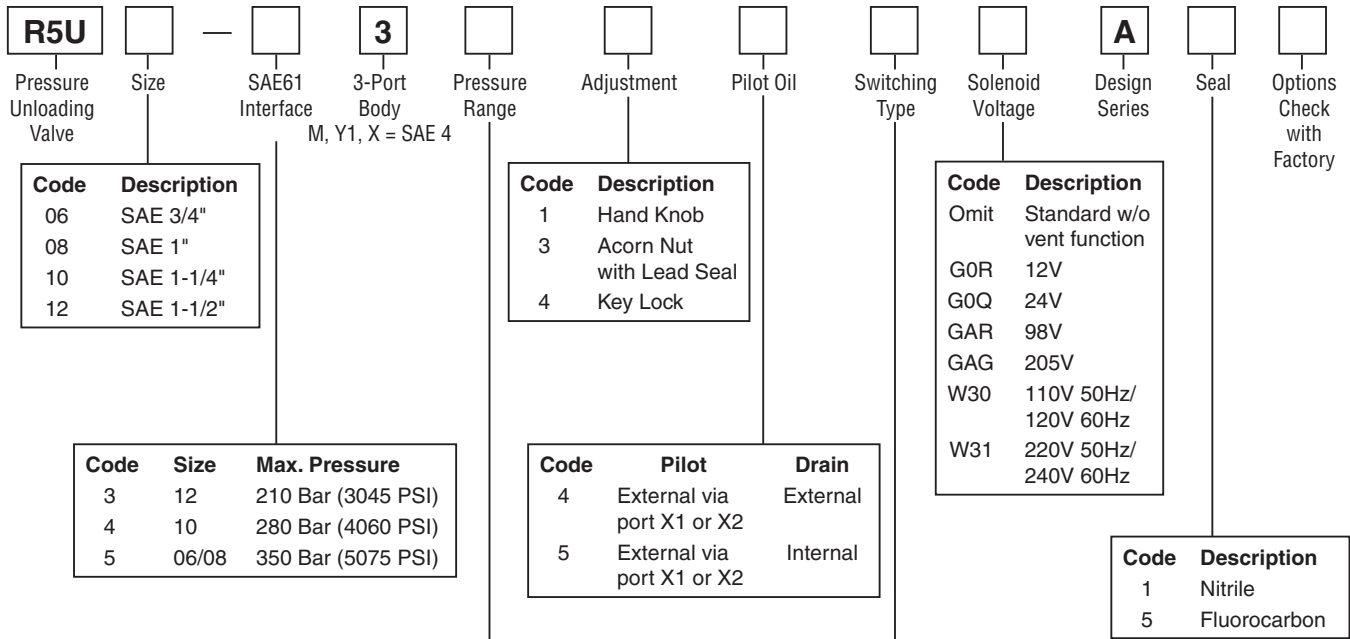 R5U — 3 A
Pressure
Unloading
Valve
Size
SAE61
Interface
3-Port
Body
M, Y1, X = SAE 4
Pressure
Range
Adjustment
Pilot Oil
Switching
Type
Solenoid
Voltage
Design
Series
Seal
Options
Check
with
Factory
Code Description
06 SAE 3/4"
08 SAE 1"
10 SAE 1-1/4"
12 SAE 1-1/2"
Code Description
1 Hand Knob
3 Acorn Nut
with Lead Seal
4 Key Lock
Code Description
Omit Standard w/o
vent function
G0R 12V
G0Q 24V
GAR 98V
GAG 205V
W30 110V 50Hz/
120V 60Hz
W31 220V 50Hz/
240V 60Hz
Code Size Max. Pressure
3 12 210 Bar (3045 PSI)
4 10 280 Bar (4060 PSI)
5 06/08 350 Bar (5075 PSI)
Code Pilot Drain
4 External via External
port X1 or X2
5 External via Internal
port X1 or X2
Code Description
1 Nitrile
5 Fluorocarbon